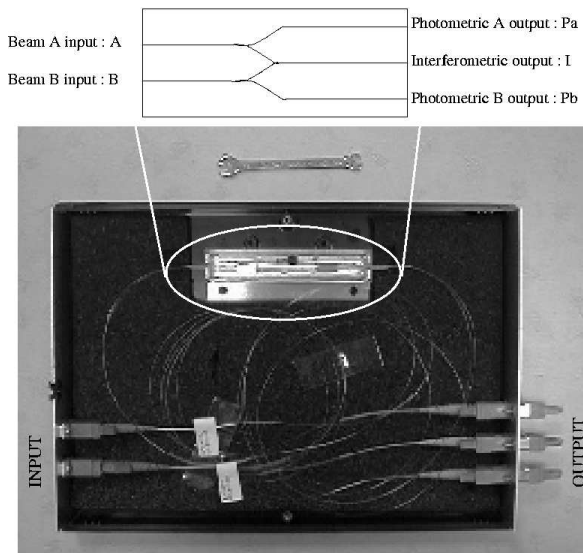 Beam A input : A
Beam B input : B
Photometric A output : Pa
Interferometric output : I
Photometric B output : Pb
INPUT
OUTPUT